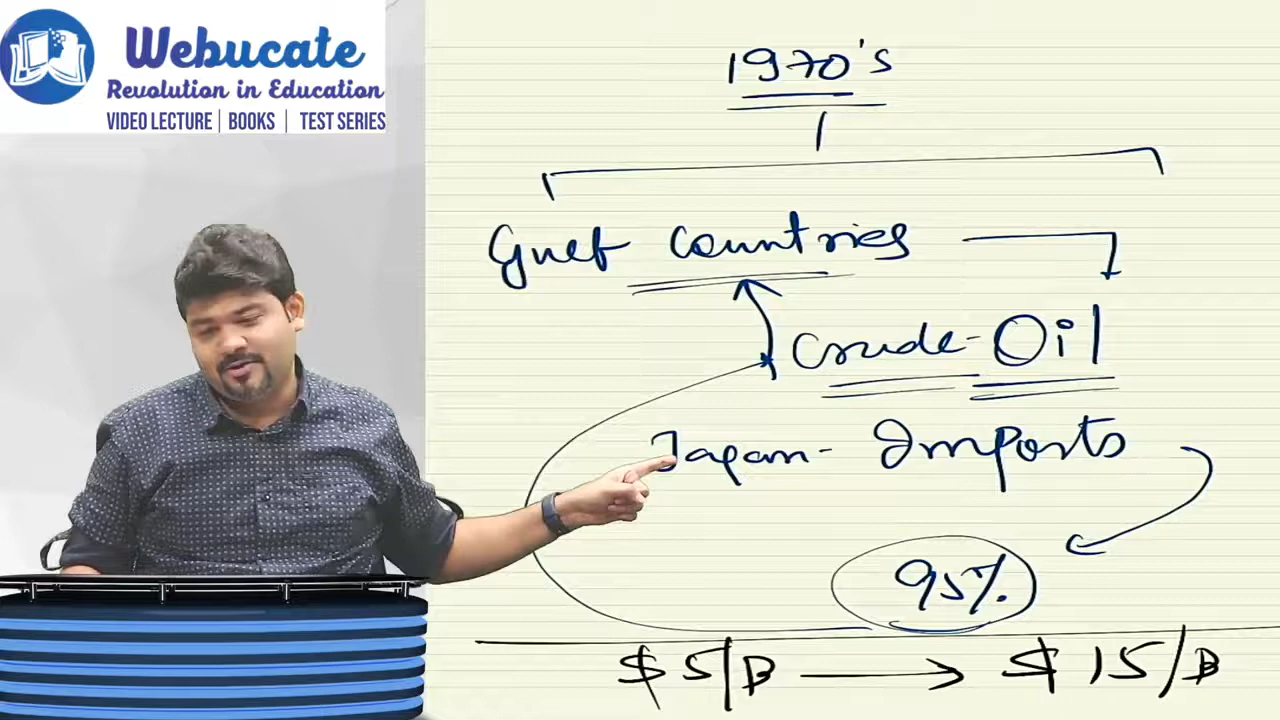 Webucate
Revolution in Education
VIDEO LECTURE | BOOKS | TEST SERIES
1970's
Gulf countries
Crude-Oil
Japan - Imports
95%
$ 5/B → $ 15/B